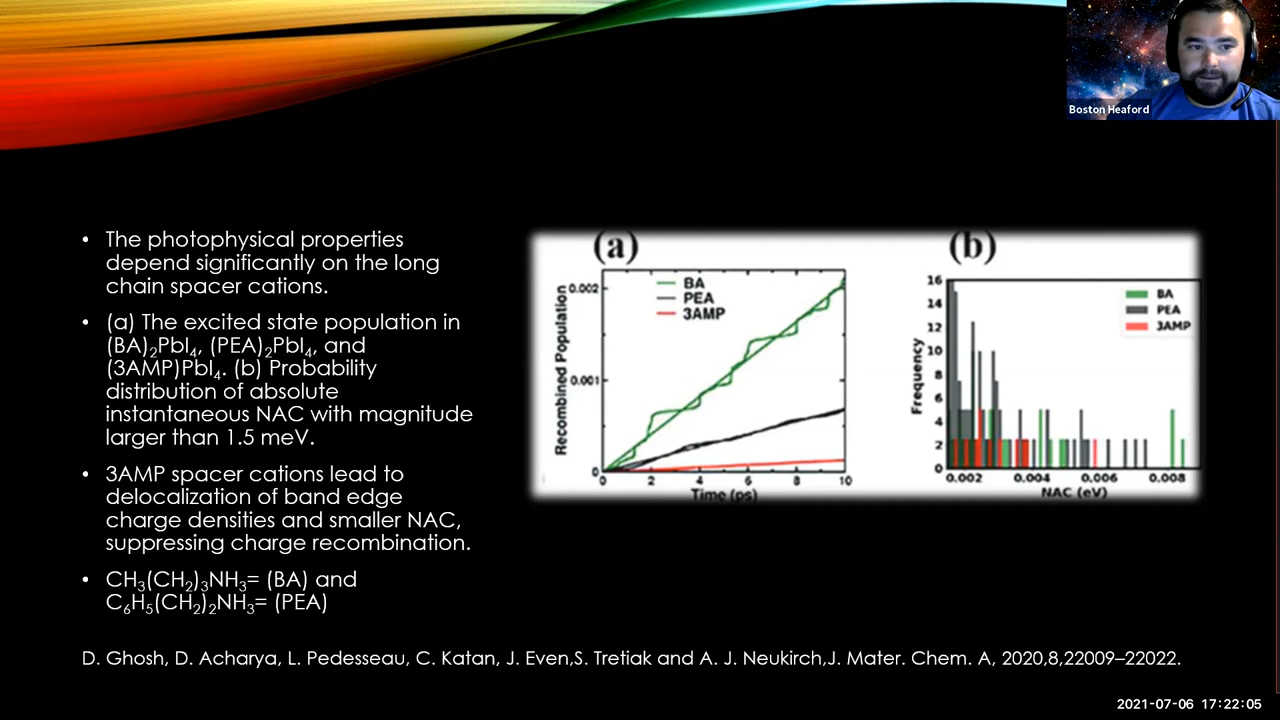 Boston Heaford
• The photophysical properties
depend significantly on the long
chain spacer cations.
• (a) The excited state population in
(BA)₂PbI₄, (PEA)₂PbI₄, and
(3AMP)PbI₄. (b) Probability
distribution of absolute
instantaneous NAC with magnitude
larger than 1.5 meV.
• 3AMP spacer cations lead to
delocalization of band edge
charge densities and smaller NAC,
suppressing charge recombination.
• CH₃(CH₂)₃NH₃= (BA) and
C₆H₅(CH₂)₂NH₃= (PEA)
(a)
Recombined Population
0.002
0.001
0
BA
PEA
3AMP
0 2 4 6 8 10
Time (ps)
(b)
Frequency
16
14
12
10
8
6
4
2
0
BA
PEA
3AMP
0.002 0.004 0.006 0.008
NAC (eV)
D. Ghosh, D. Acharya, L. Pedesseau, C. Katan, J. Even,S. Tretiak and A. J. Neukirch,J. Mater. Chem. A, 2020,8,22009–22022.
2021-07-06 17:22:05